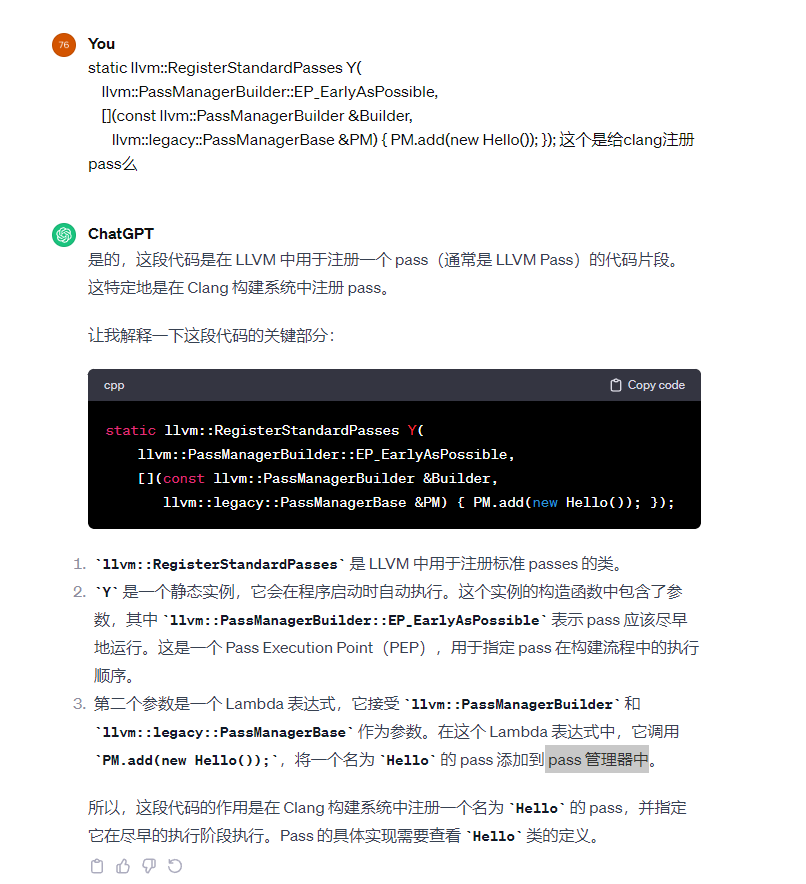 76
You
static llvm::RegisterStandardPasses Y(
llvm::PassManagerBuilder::EP_EarlyAsPossible,
[](const llvm::PassManagerBuilder &Builder,
llvm::legacy::PassManagerBase &PM) { PM.add(new Hello()); }); 这个是给clang注册
pass么
ChatGPT
是的，这段代码是在 LLVM 中用于注册一个 pass（通常是 LLVM Pass）的代码片段。
这特定地是在 Clang 构建系统中注册 pass。
让我解释一下这段代码的关键部分：
cpp
Copy code
static llvm::RegisterStandardPasses Y(
    llvm::PassManagerBuilder::EP_EarlyAsPossible,
    [](const llvm::PassManagerBuilder &Builder,
       llvm::legacy::PassManagerBase &PM) { PM.add(new Hello()); });
1. `llvm::RegisterStandardPasses` 是 LLVM 中用于注册标准 passes 的类。
2. `Y` 是一个静态实例，它会在程序启动时自动执行。这个实例的构造函数中包含了参
数，其中 `llvm::PassManagerBuilder::EP_EarlyAsPossible` 表示 pass 应该尽早
地运行。这是一个 Pass Execution Point（PEP），用于指定 pass 在构建流程中的执行
顺序。
3. 第二个参数是一个 Lambda 表达式，它接受 `llvm::PassManagerBuilder` 和
`llvm::legacy::PassManagerBase` 作为参数。在这个 Lambda 表达式中，它调用
`PM.add(new Hello());`，将一个名为 `Hello` 的 pass 添加到 pass 管理器中。
所以，这段代码的作用是在 Clang 构建系统中注册一个名为 `Hello` 的 pass，并指定
它在尽早的执行阶段执行。Pass 的具体实现需要查看 `Hello` 类的定义。